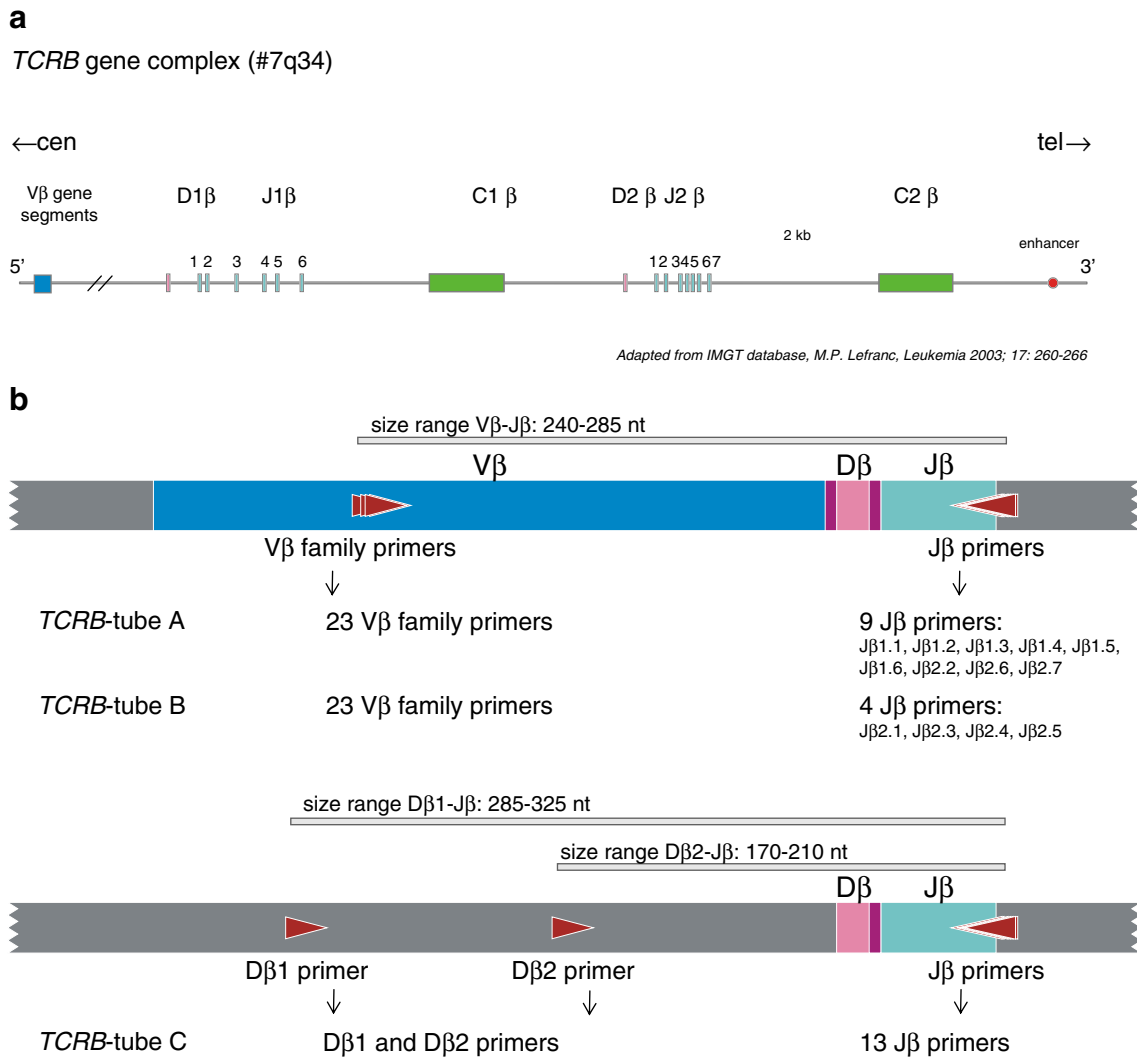 a
TCRB gene complex (#7q34)
←cen
tel→
Vβ gene
segments
D1β
J1β
C1 β
D2 β J2 β
C2 β
2 kb
enhancer
5’
1 2 3 4 5 6
12 34567
3’
Adapted from IMGT database, M.P. Lefranc, Leukemia 2003; 17: 260-266
b
size range Vβ-Jβ: 240-285 nt
Vβ
Dβ
Jβ
Vβ family primers
Jβ primers
↓
↓
TCRB-tube A
23 Vβ family primers
9 Jβ primers:
Jβ1.1, Jβ1.2, Jβ1.3, Jβ1.4, Jβ1.5,
Jβ1.6, Jβ2.2, Jβ2.6, Jβ2.7
TCRB-tube B
23 Vβ family primers
4 Jβ primers:
Jβ2.1, Jβ2.3, Jβ2.4, Jβ2.5
size range Dβ1-Jβ: 285-325 nt
size range Dβ2-Jβ: 170-210 nt
Dβ
Jβ
Dβ1 primer
Dβ2 primer
Jβ primers
↓
↓
↓
TCRB-tube C
Dβ1 and Dβ2 primers
13 Jβ primers